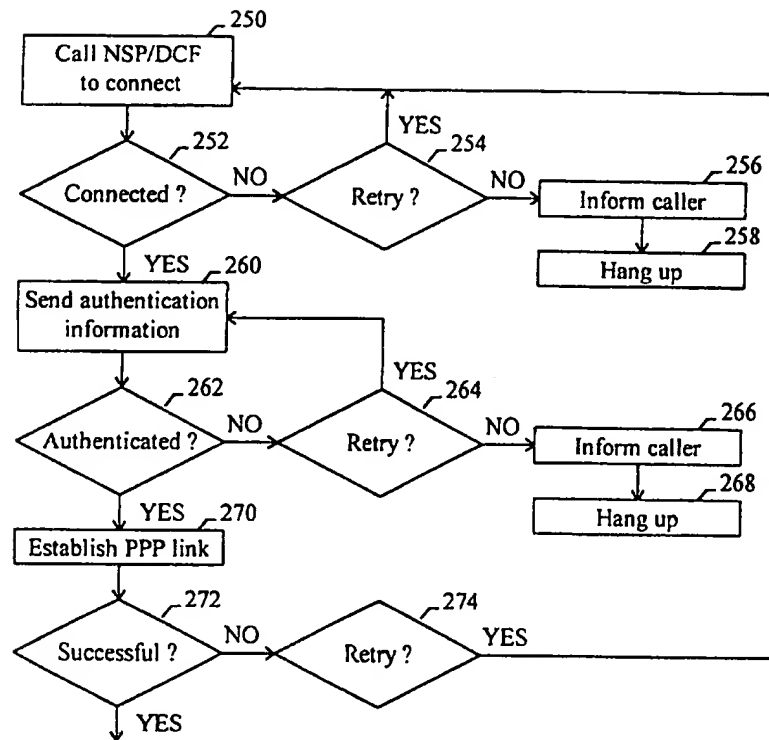 250
Call NSP/DCF
to connect
YES
252
254
256
Connected ?
NO
Retry ?
NO
Inform caller
258
Hang up
YES
260
Send authentication
information
YES
262
264
266
Authenticated ?
NO
Retry ?
NO
Inform caller
268
Hang up
YES
270
Establish PPP link
272
274
Successful ?
NO
Retry ?
YES
YES